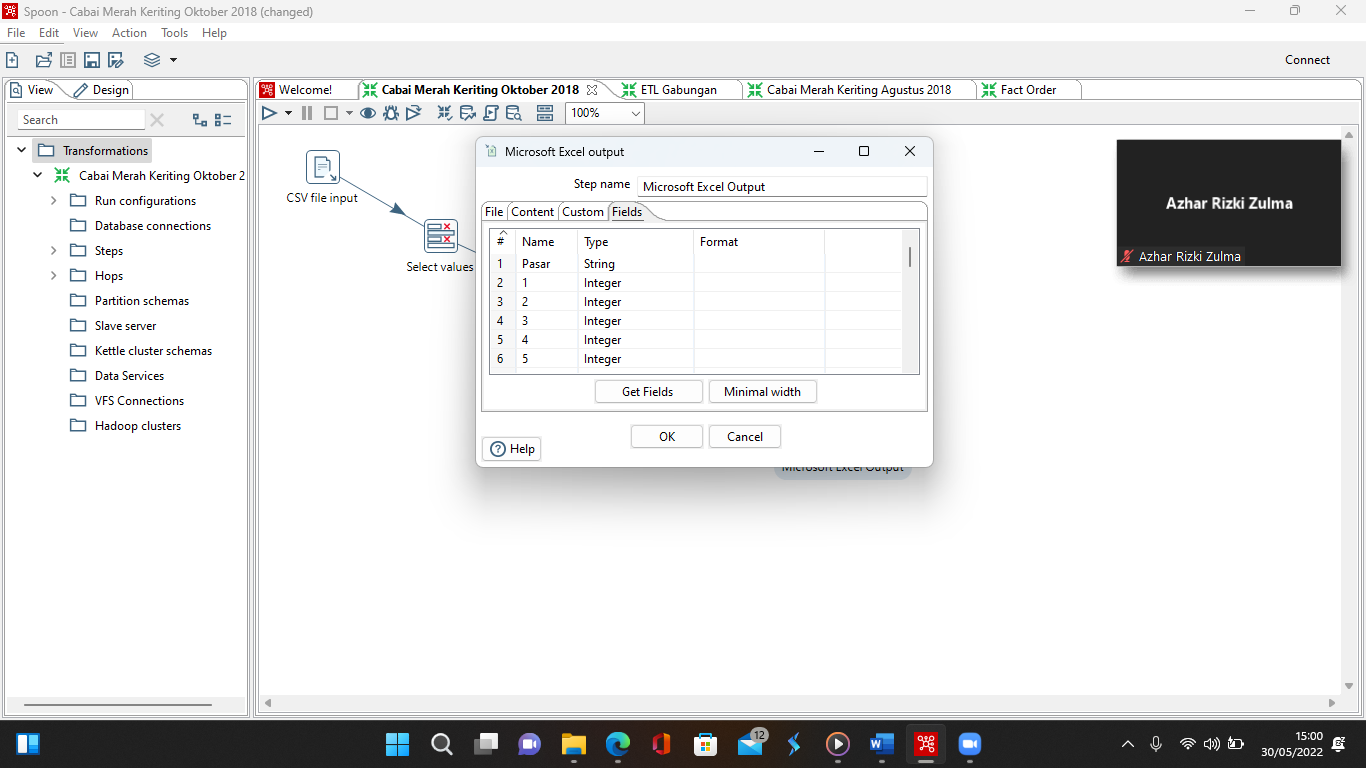 Spoon - Cabai Merah Keriting Oktober 2018 (changed)
File Edit View Action Tools Help
Connect
View Design
Welcome! Cabai Merah Keriting Oktober 2018 ETL Gabungan Cabai Merah Keriting Agustus 2018 Fact Order
100%
Search
Transformations
Cabai Merah Keriting Oktober 2
Run configurations
Database connections
Steps
Hops
Partition schemas
Slave server
Kettle cluster schemas
Data Services
VFS Connections
Hadoop clusters
CSV file input
Select values
Microsoft Excel output
Step name Microsoft Excel Output
File Content Custom Fields
# Name Type Format
1 Pasar String
2 1 Integer
3 2 Integer
4 3 Integer
5 4 Integer
6 5 Integer
Get Fields Minimal width
OK Cancel
Help
Microsoft Excel Output
Azhar Rizki Zulma
Azhar Rizki Zulma
12
15:00
30/05/2022